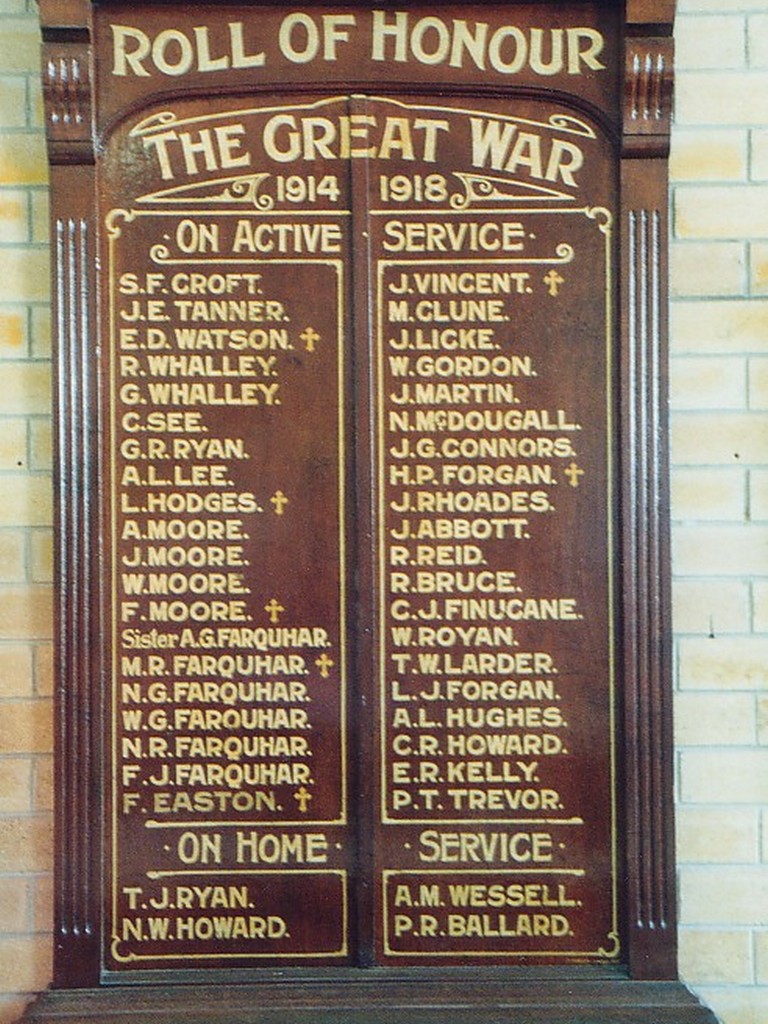 ROLL OF HONOUR
THE GREAT WAR
1914 1918
ON ACTIVE SERVICE
S.F. CROFT.
J.E. TANNER.
E.D. WATSON. ✝
R. WHALLEY.
G. WHALLEY.
C. SEE.
G.R. RYAN.
A.L. LEE.
L. HODGES. ✝
A. MOORE.
J. MOORE.
W. MOORE.
F. MOORE. ✝
Sister A.G. FARQUHAR.
M.R. FARQUHAR. ✝
N.G. FARQUHAR.
W.G. FARQUHAR.
N.R. FARQUHAR.
F.J. FARQUHAR.
F. EASTON. ✝
J. VINCENT. ✝
M. CLUNE.
J. LICKE.
W. GORDON.
J. MARTIN.
N. McDOUGALL.
J.G. CONNORS.
H.P. FORGAN. ✝
J. RHOADES.
J. ABBOTT.
R. REID.
R. BRUCE.
C.J. FINUCANE.
W. ROYAN.
T.W. LARDER.
L.J. FORGAN.
A.L. HUGHES.
C.R. HOWARD.
E.R. KELLY.
P.T. TREVOR.
· ON HOME · · SERVICE ·
T.J. RYAN.
N.W. HOWARD.
A.M. WESSELL.
P.R. BALLARD.